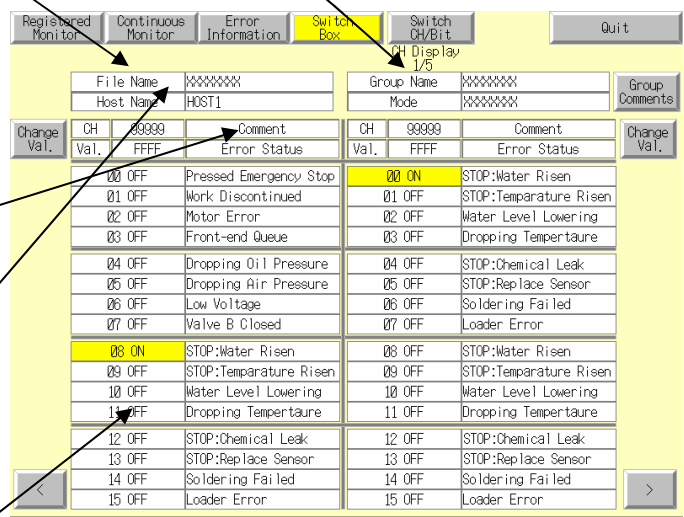 Registered Monitor Continuous Monitor Error Information Switch Box Switch CH/Bit Quit
CH Display
1/5
File Name XXXXXXX Group Name XXXXXXX Group Comments
Host Name HOST1 Mode XXXXXXX
Change Val. CH 99999 Comment CH 99999 Comment Change Val.
Val. FFFF Error Status Val. FFFF Error Status
00 OFF Pressed Emergency Stop 00 ON STOP:Water Risen
01 OFF Work Discontinued 01 OFF STOP:Temparature Risen
02 OFF Motor Error 02 OFF Water Level Lowering
03 OFF Front-end Queue 03 OFF Dropping Tempertaure
04 OFF Dropping Oil Pressure 04 OFF STOP:Chemical Leak
05 OFF Dropping Air Pressure 05 OFF STOP:Replace Sensor
06 OFF Low Voltage 06 OFF Soldering Failed
07 OFF Valve B Closed 07 OFF Loader Error
08 ON STOP:Water Risen 08 OFF STOP:Water Risen
09 OFF STOP:Temparature Risen 09 OFF STOP:Temparature Risen
10 OFF Water Level Lowering 10 OFF Water Level Lowering
11 OFF Dropping Tempertaure 11 OFF Dropping Tempertaure
12 OFF STOP:Chemical Leak 12 OFF STOP:Chemical Leak
13 OFF STOP:Replace Sensor 13 OFF STOP:Replace Sensor
14 OFF Soldering Failed 14 OFF Soldering Failed
15 OFF Loader Error 15 OFF Loader Error
< >